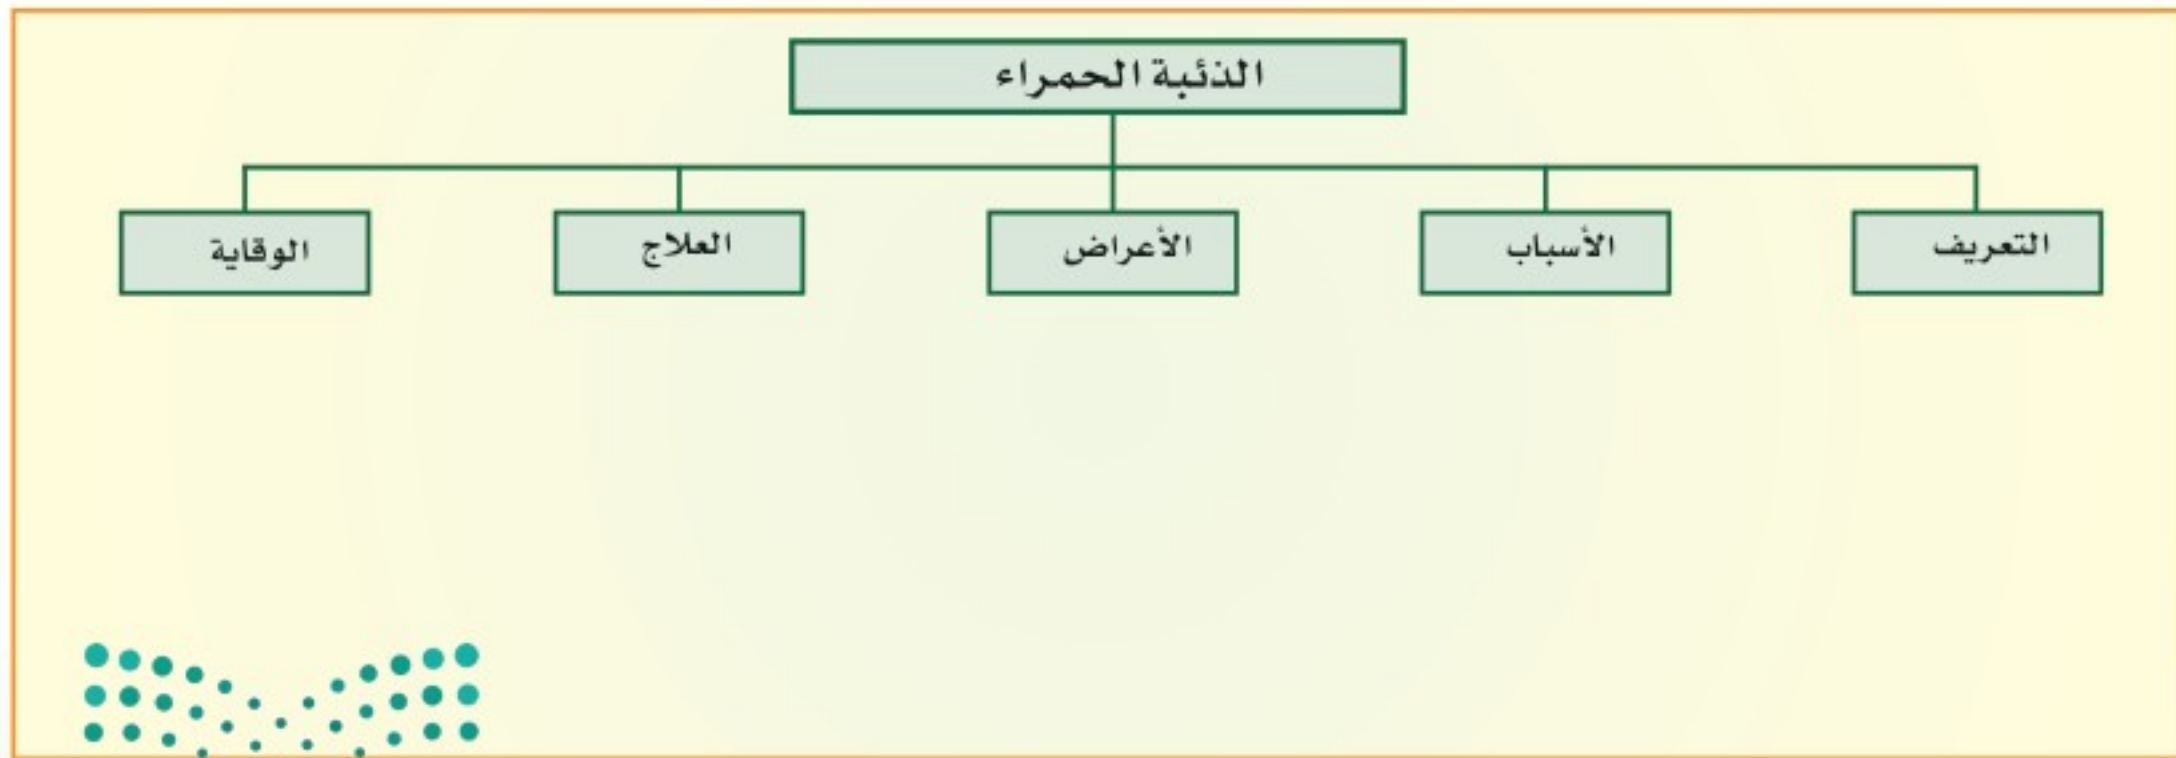 الذئبة الحمراء
التعريف
الأسباب
الأعراض
العلاج
الوقاية